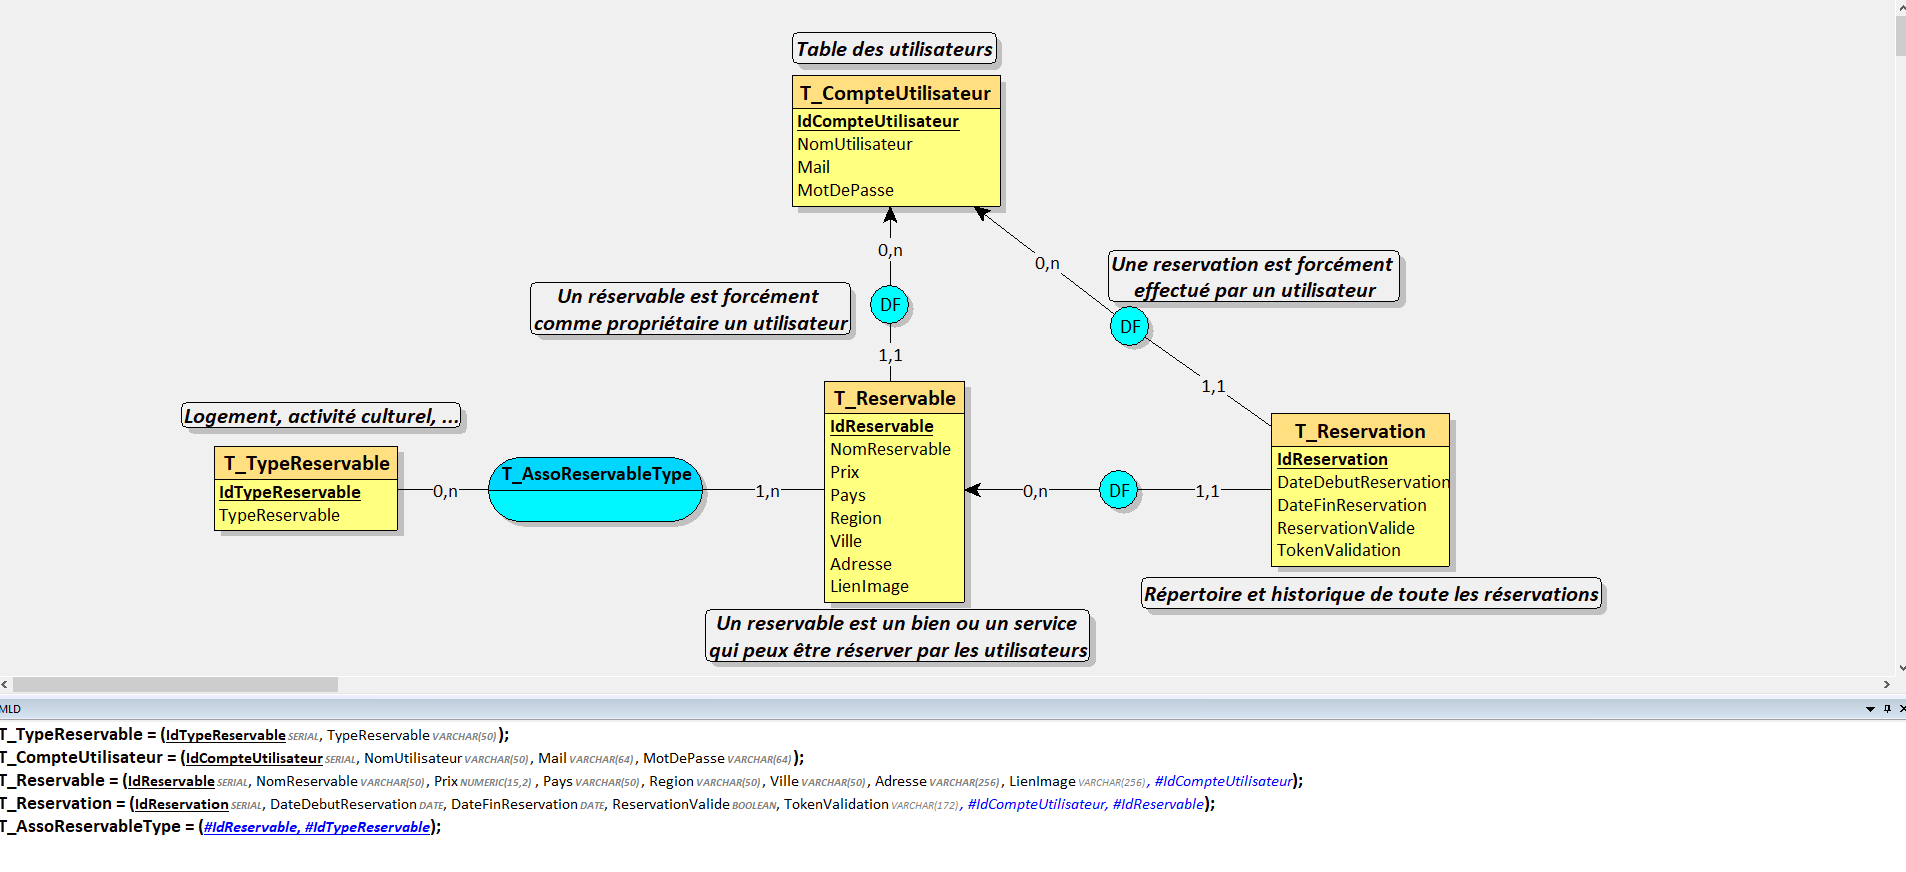 Table des utilisateurs
T_CompteUtilisateur
IdCompteUtilisateur
NomUtilisateur
Mail
MotDePasse
0,n
0,n
Une reservation est forcément
effectué par un utilisateur
Un réservable est forcément
comme propriétaire un utilisateur
DF
DF
1,1
1,1
Logement, activité culturel, ...
T_TypeReservable
IdTypeReservable
TypeReservable
0,n
T_AssoReservableType
1,n
T_Reservable
IdReservable
NomReservable
Prix
Pays
Region
Ville
Adresse
LienImage
0,n
DF
1,1
T_Reservation
IdReservation
DateDebutReservation
DateFinReservation
ReservationValide
TokenValidation
Répertoire et historique de toute les réservations
Un reservable est un bien ou un service
qui peux être réserver par les utilisateurs
MLD
T_TypeReservable = (IdTypeReservable SERIAL, TypeReservable VARCHAR(50));
T_CompteUtilisateur = (IdCompteUtilisateur SERIAL, NomUtilisateur VARCHAR(50), Mail VARCHAR(64), MotDePasse VARCHAR(64));
T_Reservable = (IdReservable SERIAL, NomReservable VARCHAR(50), Prix NUMERIC(15,2), Pays VARCHAR(50), Region VARCHAR(50), Ville VARCHAR(50), Adresse VARCHAR(256), LienImage VARCHAR(256), #IdCompteUtilisateur);
T_Reservation = (IdReservation SERIAL, DateDebutReservation DATE, DateFinReservation DATE, ReservationValide BOOLEAN, TokenValidation VARCHAR(172), #IdCompteUtilisateur, #IdReservable);
T_AssoReservableType = (#IdReservable, #IdTypeReservable);